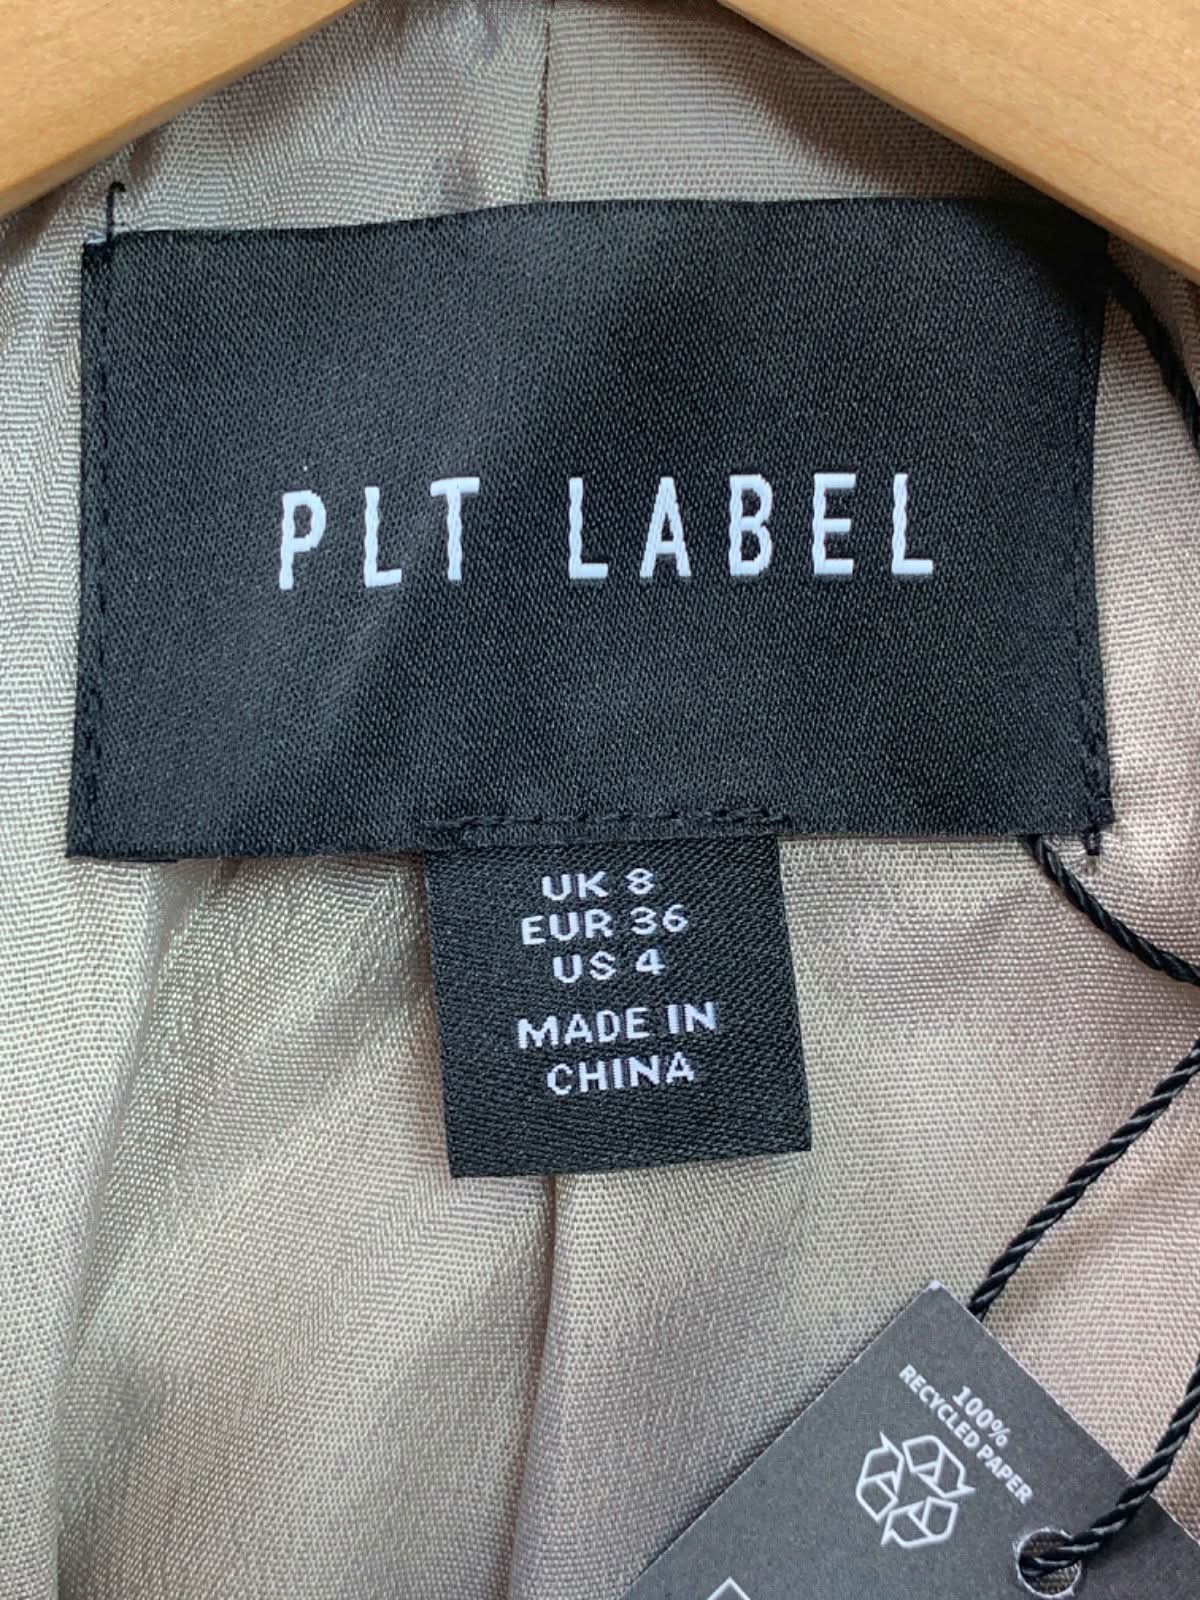 PLT LABEL
UK 8
EUR 36
US 4
MADE IN
CHINA
100%
RECYCLED PAPER